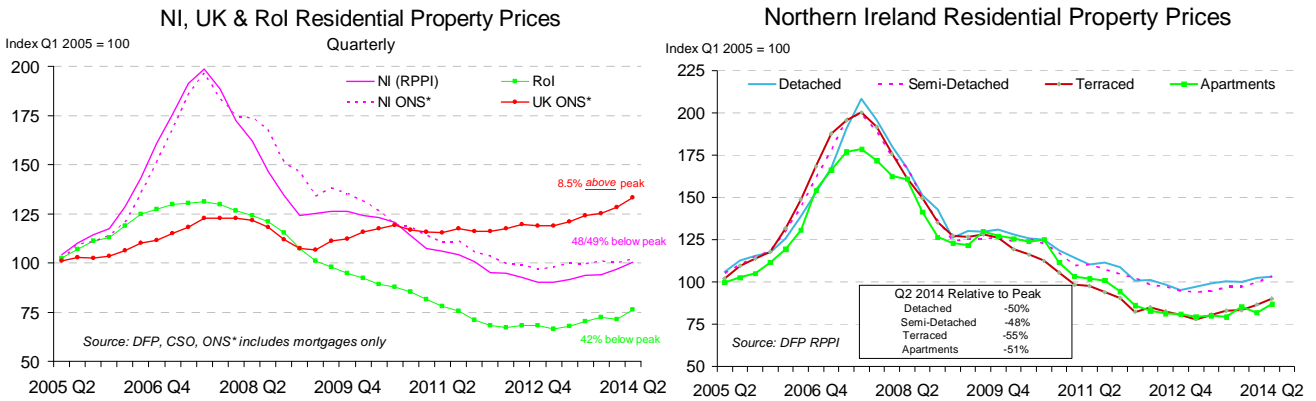 NI, UK & RoI Residential Property Prices
Index Q1 2005 = 100
Quarterly
200
175
150
125
100
75
50
NI (RPPI)
RoI
NI ONS*
UK ONS*
8.5% above peak
48/49% below peak
42% below peak
Source: DFP, CSO, ONS* includes mortgages only
2005 Q2 2006 Q4 2008 Q2 2009 Q4 2011 Q2 2012 Q4 2014 Q2
Northern Ireland Residential Property Prices
Index Q1 2005 = 100
225
200
175
150
125
100
75
50
Detached Semi-Detached Terraced Apartments
Q2 2014 Relative to Peak
Detached -50%
Semi-Detached -48%
Terraced -55%
Apartments -51%
Source: DFP RPPI
2005 Q2 2006 Q4 2008 Q2 2009 Q4 2011 Q2 2012 Q4 2014 Q2